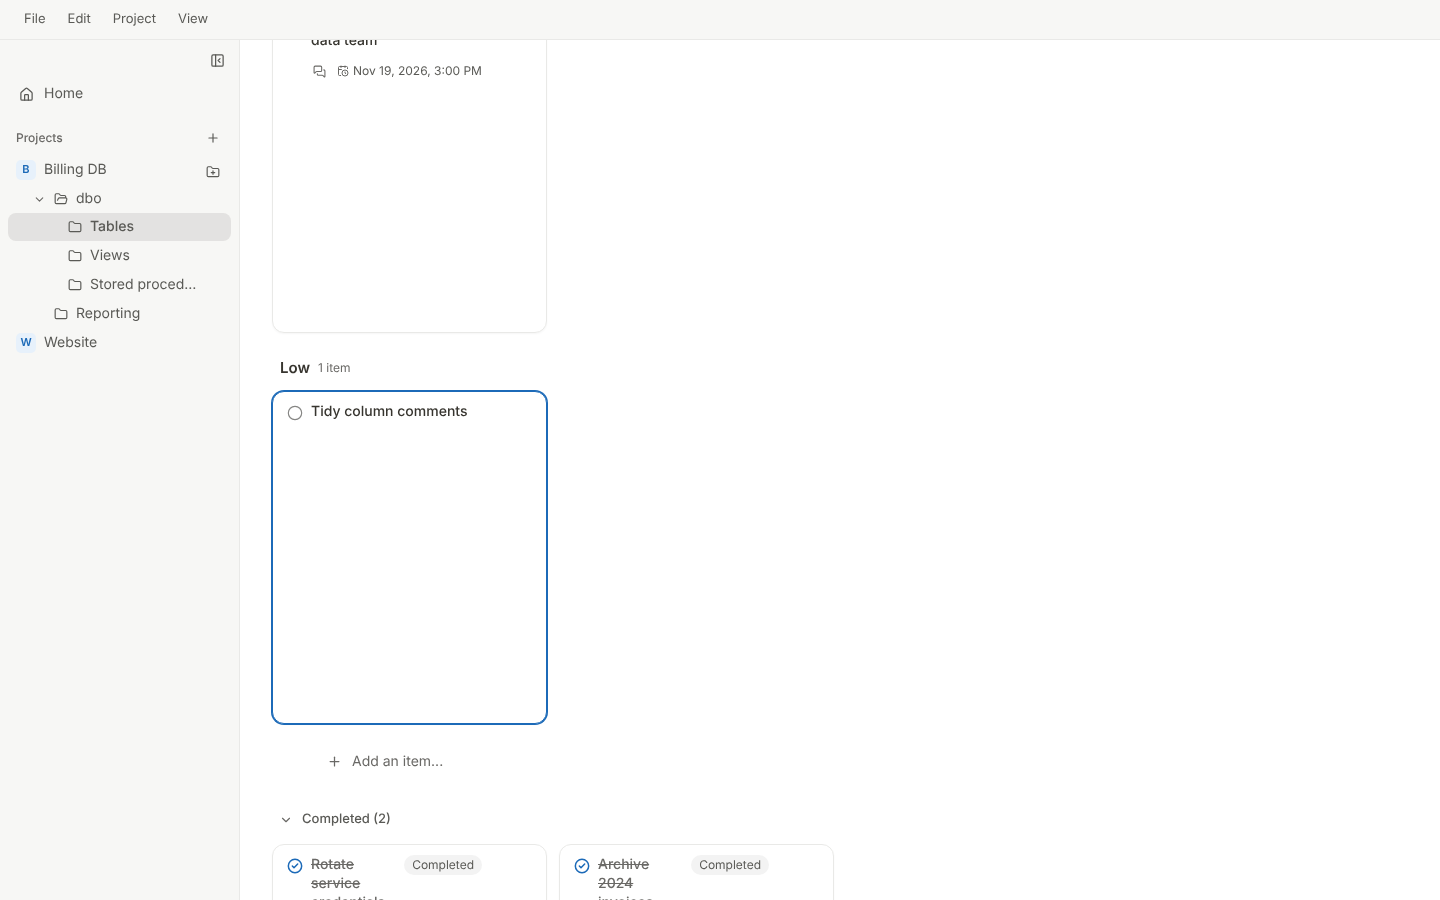 File Edit Project View
Home
Projects
B Billing DB
dbo
Tables
Views
Stored proced...
Reporting
W Website
data team
Nov 19, 2026, 3:00 PM
Low 1 item
Tidy column comments
Add an item...
Completed (2)
Rotate Completed
service
credentials
Archive Completed
2024
invoices